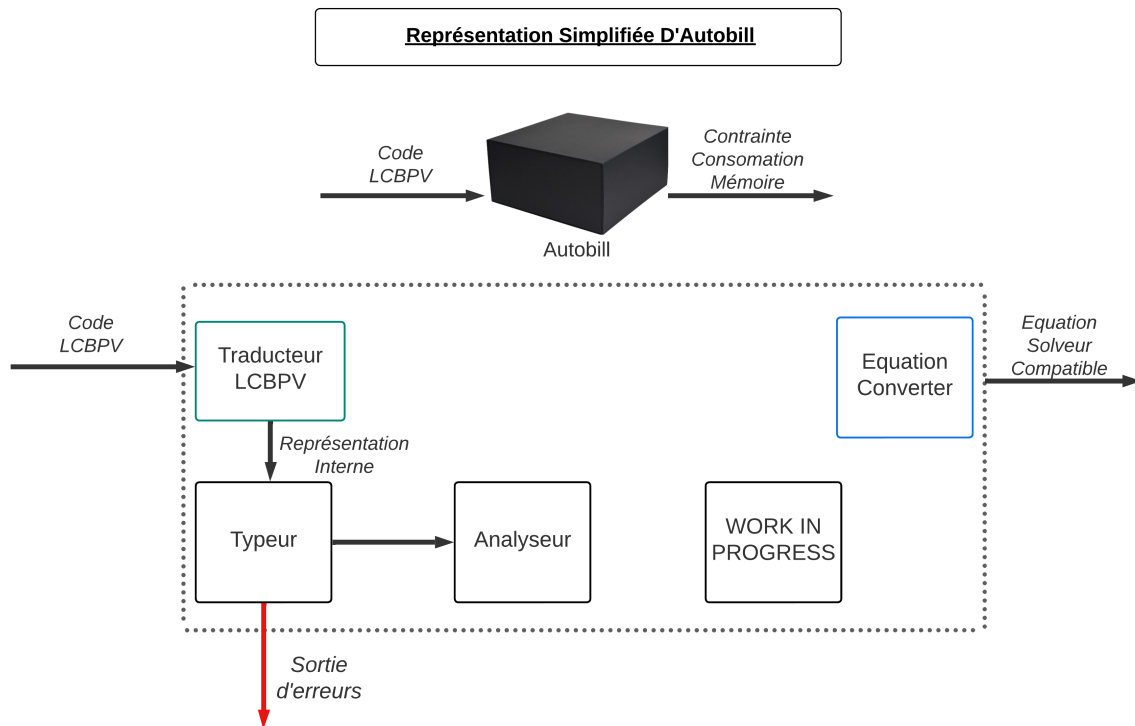 Représentation Simplifiée D'Autobill
Code
LCBPV
Contrainte
Consomation
Mémoire
Autobill
Code
LCBPV
Traducteur
LCBPV
Equation
Converter
Equation
Solveur
Compatible
Représentation
Interne
Typeur
Analyseur
WORK IN
PROGRESS
Sortie
d'erreurs